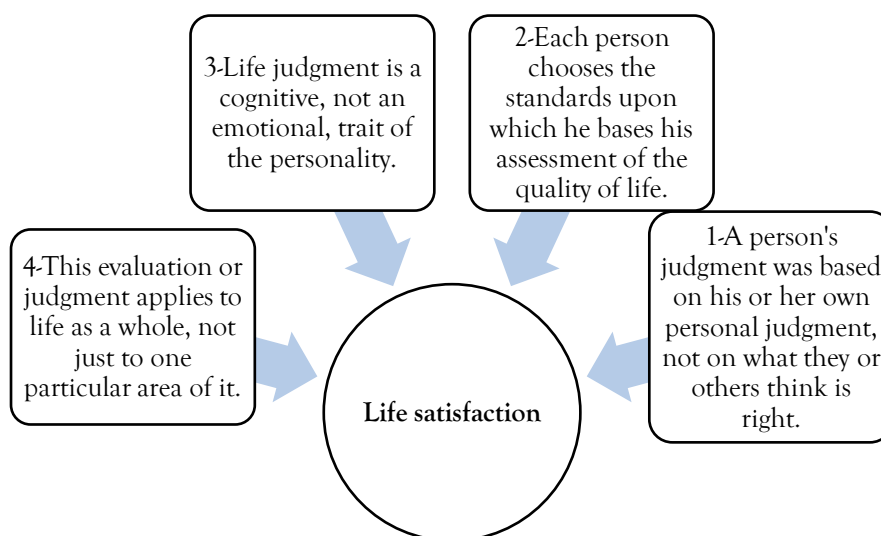 3-Life judgment is a
cognitive, not an
emotional, trait of
the personality.
2-Each person
chooses the
standards upon
which he bases his
assessment of the
quality of life.
4-This evaluation or
judgment applies to
life as a whole, not
just to one
particular area of it.
1-A person's
judgment was based
on his or her own
personal judgment,
not on what they or
others think is
right.
Life satisfaction